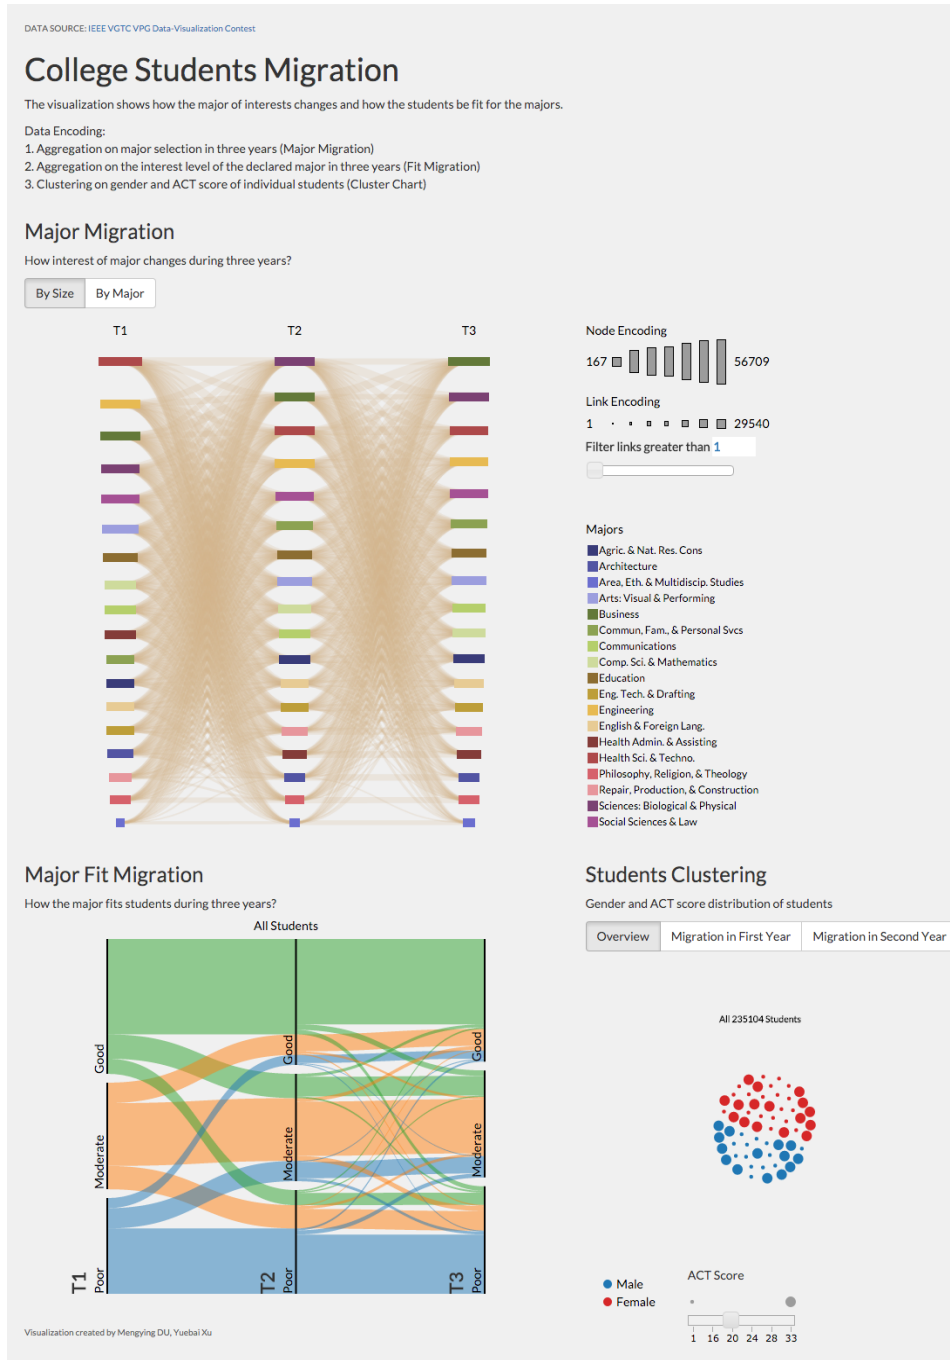 DATA SOURCE: IEEE VGTC VPG Data-Visualization Contest
College Students Migration
The visualization shows how the major of interests changes and how the students be fit for the majors.
Data Encoding:
1. Aggregation on major selection in three years (Major Migration)
2. Aggregation on the interest level of the declared major in three years (Fit Migration)
3. Clustering on gender and ACT score of individual students (Cluster Chart)
Major Migration
How interest of major changes during three years?
By Size By Major
T1 T2 T3
Node Encoding
167 56709
Link Encoding
1 29540
Filter links greater than 1
Majors
Agric. & Nat. Res. Cons
Architecture
Area, Eth. & Multidiscip. Studies
Arts: Visual & Performing
Business
Commun, Fam., & Personal Svcs
Communications
Comp. Sci. & Mathematics
Education
Eng. Tech. & Drafting
Engineering
English & Foreign Lang.
Health Admin. & Assisting
Health Sci. & Techno.
Philosophy, Religion, & Theology
Repair, Production, & Construction
Sciences: Biological & Physical
Social Sciences & Law
Major Fit Migration
How the major fits students during three years?
All Students
Good Good Good
Moderate Moderate Moderate
T1 Poor T2 Poor T3 Poor
Students Clustering
Gender and ACT score distribution of students
Overview Migration in First Year Migration in Second Year
All 235104 Students
Male
Female
ACT Score
1 16 20 24 28 33
Visualization created by Mengying DU, Yuebai Xu